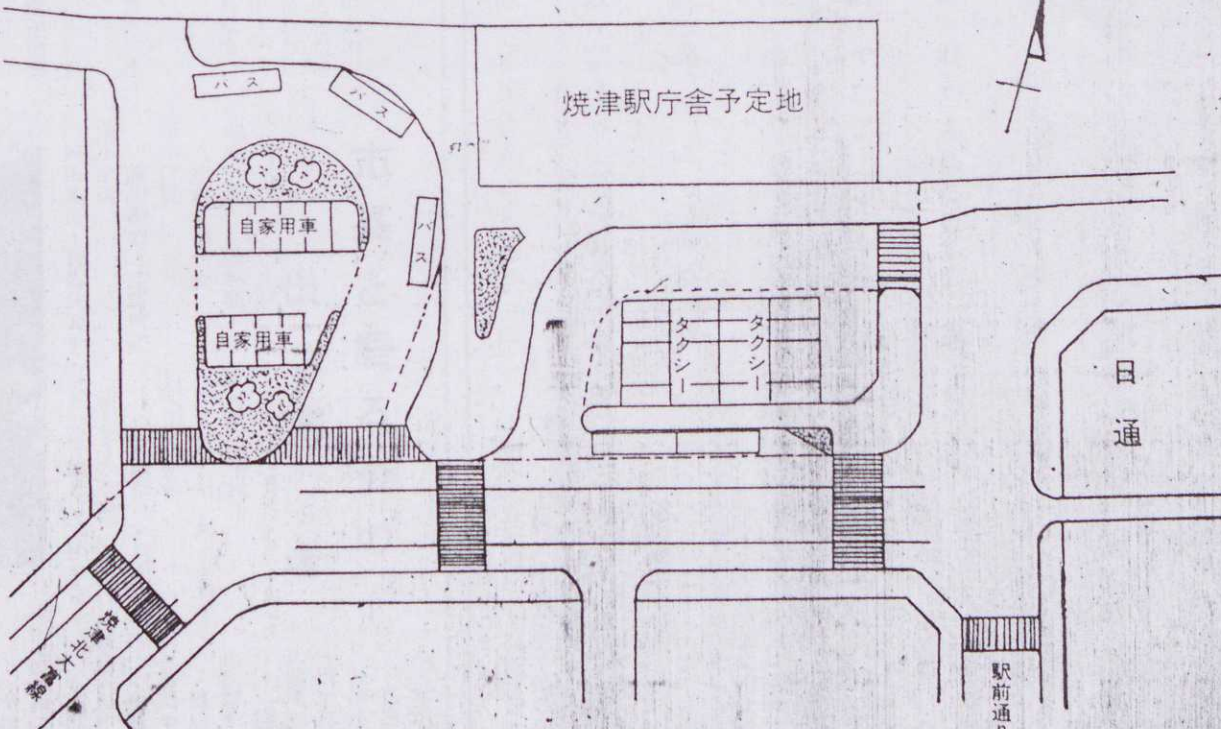 バス
バス
焼津駅庁舎予定地
自家用車
バス
自家用車
タクシー
タクシー
日通
焼津北大富線
駅前通り